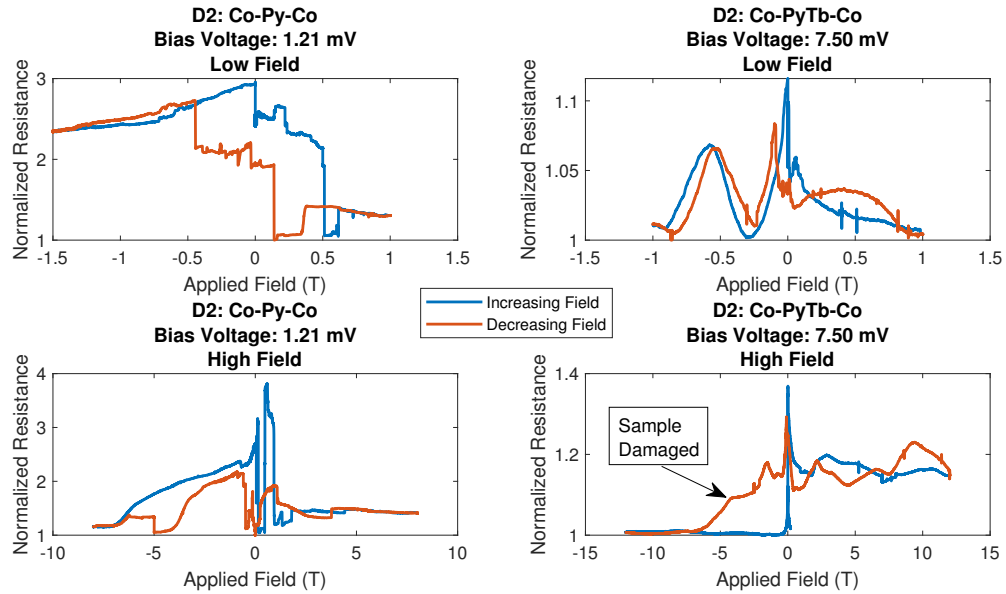 D2: Co-Py-Co
Bias Voltage: 1.21 mV
Low Field
Normalized Resistance
3
2
1
-1.5
-1
-0.5
0
0.5
1
1.5
Applied Field (T)
D2: Co-PyTb-Co
Bias Voltage: 7.50 mV
Low Field
Normalized Resistance
1.1
1.05
1
-1.5
-1
-0.5
0
0.5
1
1.5
Applied Field (T)
Increasing Field
Decreasing Field
D2: Co-Py-Co
Bias Voltage: 1.21 mV
High Field
Normalized Resistance
4
3
2
1
-10
-5
0
5
10
Applied Field (T)
D2: Co-PyTb-Co
Bias Voltage: 7.50 mV
High Field
Normalized Resistance
1.4
1.2
1
Sample
Damaged
-15
-10
-5
0
5
10
15
Applied Field (T)